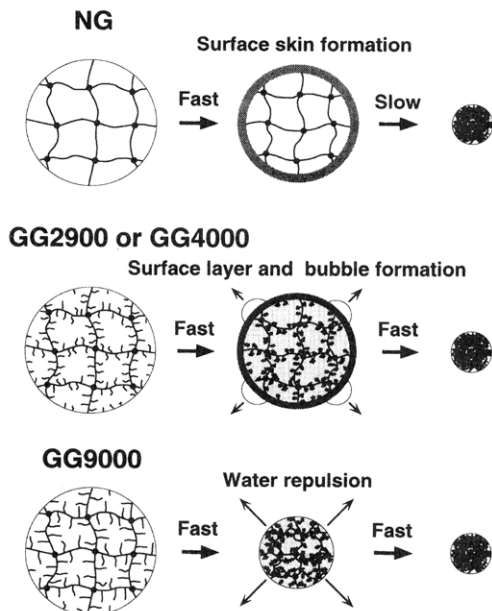 NG
Surface skin formation
Fast
Slow
GG2900 or GG4000
Surface layer and bubble formation
Fast
Fast
GG9000
Water repulsion
Fast
Fast